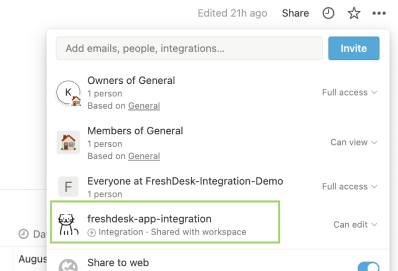 Edited 21h ago Share
Add emails, people, integrations... Invite
K Owners of General
1 person Full access
Based on General
Members of General
1 person Can view
Based on General
F Everyone at FreshDesk-Integration-Demo
1 person Full access
freshdesk-app-integration
Integration · Shared with workspace Can edit
Da
Augus
Share to web